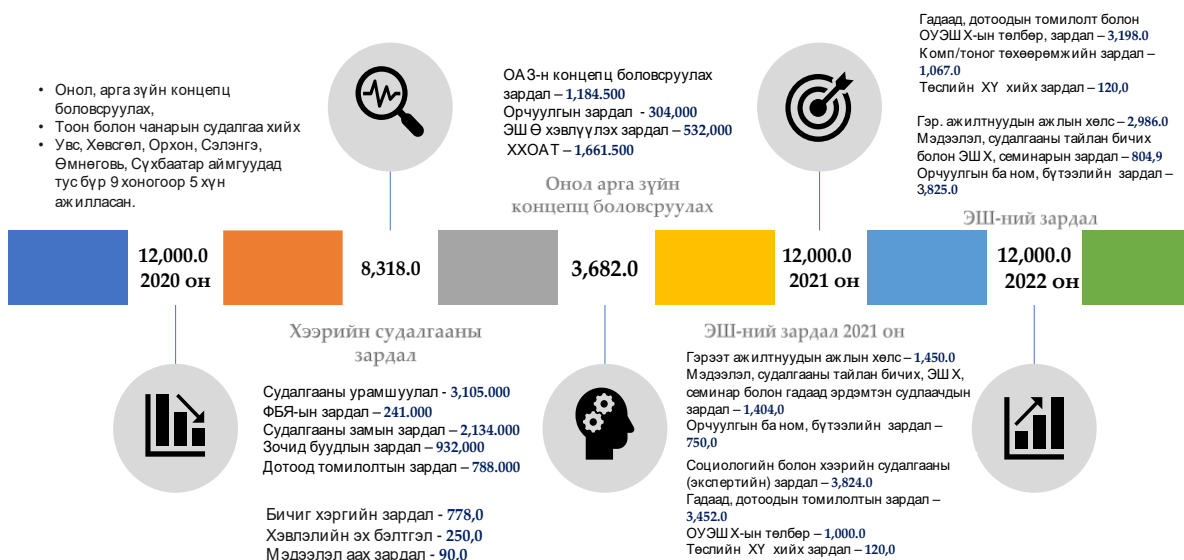 • Онол, арга зүйн концепц
боловсруулах,
• Тоон болон чанарын судалгаа хийх
• Увс, Хөвсгөл, Орхон, Сэлэнгэ,
Өмнөговь, Сүхбаатар аймгуудад
тус бүр 9 хоногоор 5 хүн
ажилласан.
ОАЗ-н концепц боловсруулах
зардал – 1,184.500
Орчуулгын зардал - 304,000
ЭШӨ хэвлүүлэх зардал – 532,000
ХХОАТ – 1,661.500
Онол арга зүйн
концепц боловсруулах
Гадаад, дотоодын томилолт болон
ОУЭШХ-ын төлбөр, зардал – 3,198.0
Комп/тоног төхөөрөмжийн зардал –
1,067.0
Төслийн ХҮ хийх зардал – 120,0
Гэр. ажилтнуудын ажлын хөлс – 2,986.0
Мэдээлэл, судалгааны тайлан бичих
болон ЭШХ, семинарын зардал – 804,9
Орчуулгын ба ном, бүтээлийн зардал –
3,825.0
ЭШ-ний зардал
12,000.0
2020 он
8,318.0
3,682.0
12,000.0
2021 он
12,000.0
2022 он
Хээрийн судалгааны
зардал
Судалгааны урамшуулал - 3,105.000
ФБЯ-ын зардал – 241.000
Судалгааны замын зардал – 2,134.000
Зочид буудлын зардал – 932,000
Дотоод томилолтын зардал – 788.000
Бичиг хэргийн зардал - 778,0
Хэвлэлийн эх бэлтгэл - 250,0
Мэдээлэл аах зардал - 90.0
ЭШ-ний зардал 2021 он
Гэрээт ажилтнуудын ажлын хөлс – 1,450.0
Мэдээлэл, судалгааны тайлан бичих, ЭШХ,
семинар болон гадаад эрдэмтэн судлаачдын
зардал – 1,404,0
Орчуулгын ба ном, бүтээлийн зардал –
750,0
Социологийн болон хээрийн судалгааны
(экспертийн) зардал – 3,824.0
Гадаад, дотоодын томилолтын зардал –
3,452.0
ОУЭШХ-ын төлбөр – 1,000.0
Төслийн ХҮ хийх зардал – 120,0